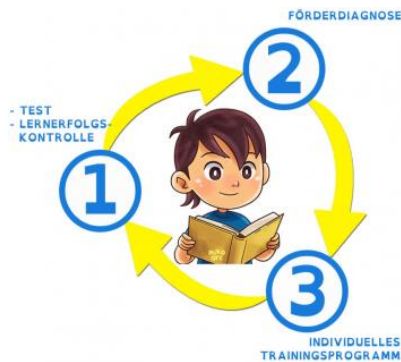 FÖRDERDIAGNOSE
2
- TEST
- LERNERFOLGS-
KONTROLLE
1
3
INDIVIDUELLES
TRAININGSPROGRAMM